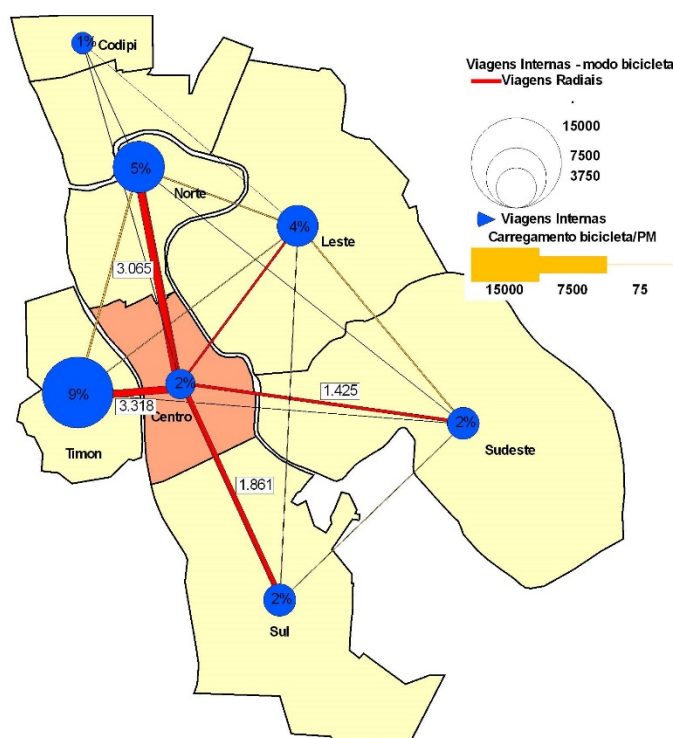 1%
Codipi
Viagens Internas - modo bicicleta
Viagens Radiais
15000
7500
3750
Viagens Internas
Carregamento bicicleta/PM
15000 7500 75
5%
Norte
4%
Leste
3.065
9%
3.318
Timon
2%
Centro
1.425
2%
Sudeste
1.861
2%
Sul